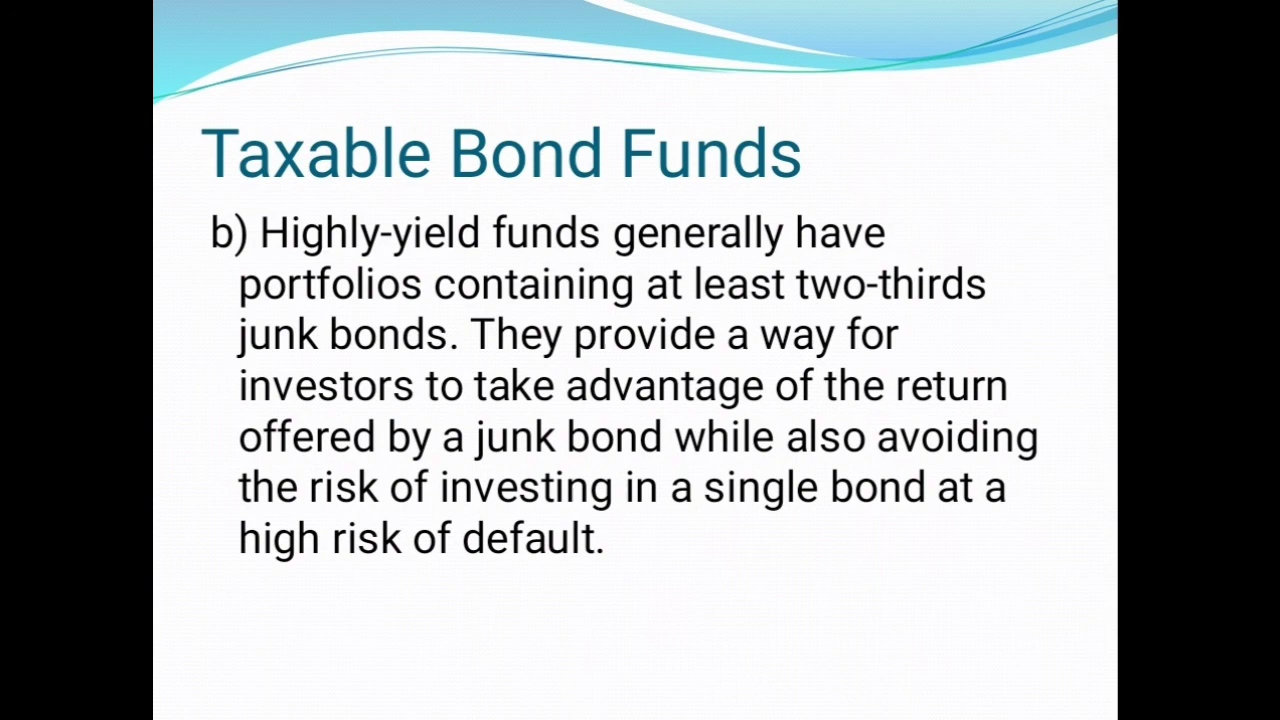 Taxable Bond Funds
b) Highly-yield funds generally have
portfolios containing at least two-thirds
junk bonds. They provide a way for
investors to take advantage of the return
offered by a junk bond while also avoiding
the risk of investing in a single bond at a
high risk of default.